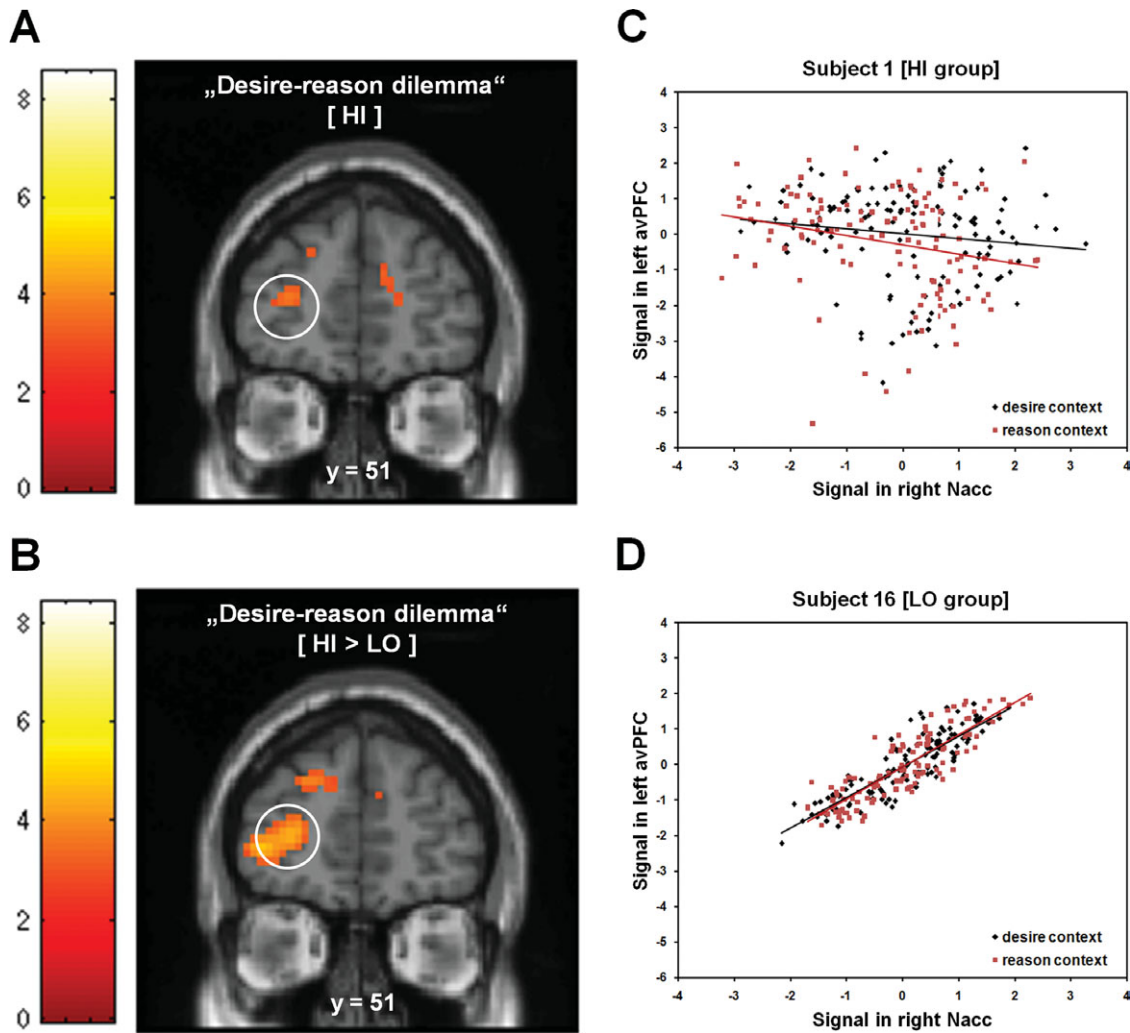 A
„Desire-reason dilemma“
[ HI ]
8
6
4
2
0
y = 51
B
„Desire-reason dilemma“
[ HI > LO ]
8
6
4
2
0
y = 51
C
Subject 1 [HI group]
Signal in left avPFC
4
3
2
1
0
-1
-2
-3
-4
-5
-6
desire context
reason context
-4 -3 -2 -1 0 1 2 3 4
Signal in right Nacc
D
Subject 16 [LO group]
Signal in left avPFC
4
3
2
1
0
-1
-2
-3
-4
-5
-6
desire context
reason context
-4 -3 -2 -1 0 1 2 3 4
Signal in right Nacc